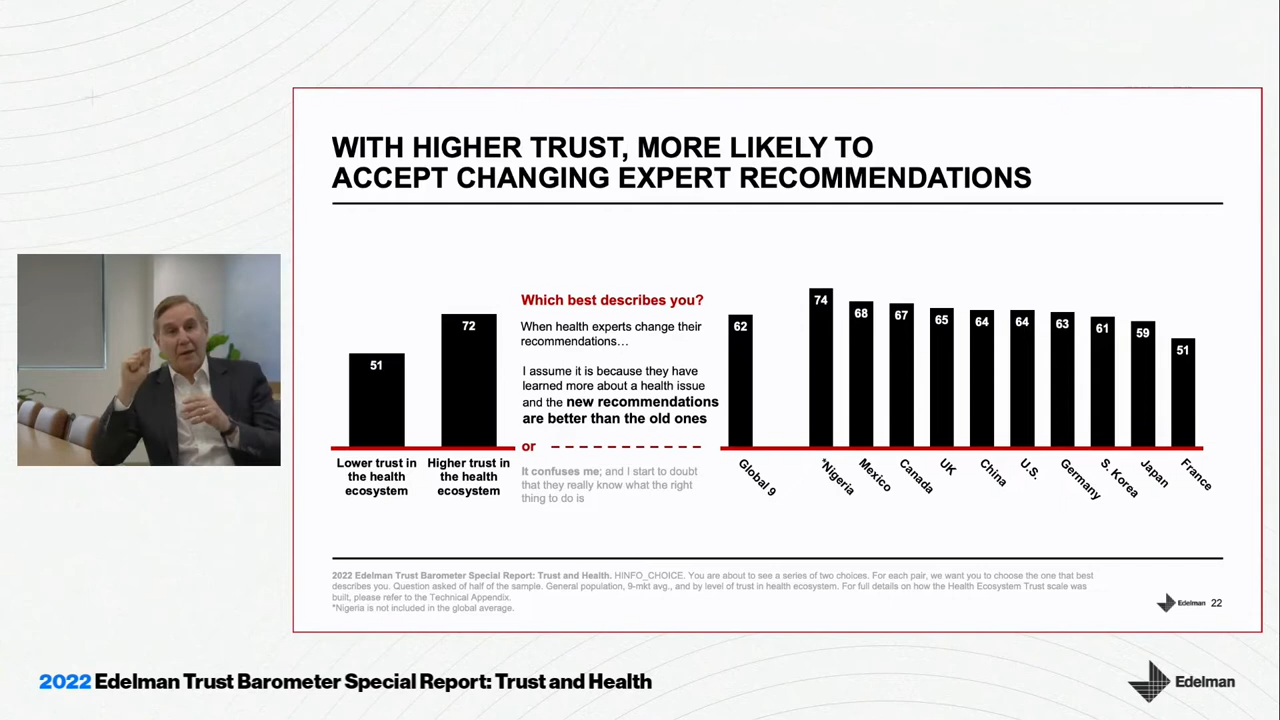 WITH HIGHER TRUST, MORE LIKELY TO
ACCEPT CHANGING EXPERT RECOMMENDATIONS
51
72
Lower trust in
the health
ecosystem
Higher trust in
the health
ecosystem
Which best describes you?
When health experts change their
recommendations…
I assume it is because they have
learned more about a health issue
and the new recommendations
are better than the old ones
or
It confuses me; and I start to doubt
that they really know what the right
thing to do is
62
74
68
67
65
64
64
63
61
59
51
Global 9
*Nigeria
Mexico
Canada
UK
China
U.S.
Germany
S. Korea
Japan
France
2022 Edelman Trust Barometer Special Report: Trust and Health. HINFO_CHOICE. You are about to see a series of two choices. For each pair, we want you to choose the one that best
describes you. Question asked of half of the sample. General population, 9-mkt avg., and by level of trust in health ecosystem. For full details on how the Health Ecosystem Trust scale was
built, please refer to the Technical Appendix.
*Nigeria is not included in the global average.
Edelman 22
2022 Edelman Trust Barometer Special Report: Trust and Health
Edelman